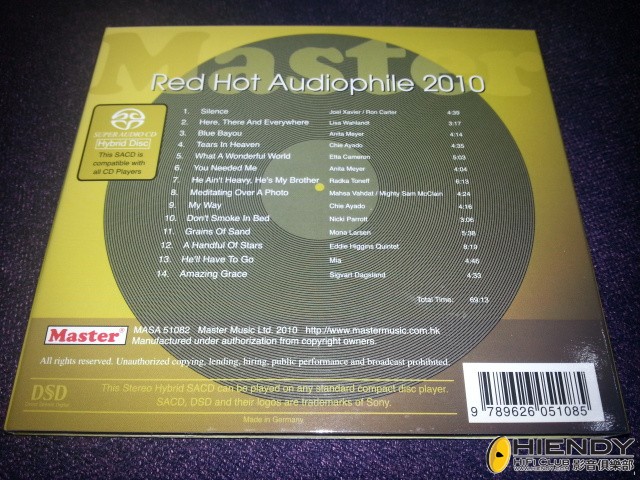 Master
Red Hot Audiophile 2010
1. Silence Joel Xavier / Ron Carter 4:39
2. Here, There And Everywhere Lisa Wahlandt 3:17
3. Blue Bayou Anita Meyer 4:14
4. Tears In Heaven Chie Ayado 4:35
5. What A Wonderful World Etta Cameron 5:03
6. You Needed Me Anita Meyer 4:04
7. He Ain't Heavy, He's My Brother Radka Toneff 6:13
8. Meditating Over A Photo Mahsa Vahdat / Mighty Sam McClain 4:24
9. My Way Chie Ayado 4:16
10. Don't Smoke In Bed Nicki Parrott 3:06
11. Grains Of Sand Mona Larsen 5:38
12. A Handful Of Stars Eddie Higgins Quintet 8:19
13. He'll Have To Go Mia 4:48
14. Amazing Grace Sigvart Dagsland 4:33
Total Time: 69:13
SUPER AUDIO CD
Hybrid Disc
This SACD is
compatible with
all CD Players
Master
MASA 51082 Master Music Ltd. 2010 http://www.mastermusic.com.hk
Manufactured under authorization from copyright owners.
All rights reserved. Unauthorized copying, lending, hiring, public performance and broadcast prohibited.
DSD
This Stereo Hybrid SACD can be played on any standard compact disc player.
SACD, DSD and their logos are trademarks of Sony.
Made in Germany
9 789626 051085
HIENDY
HIFI CLUB 影音俱樂部